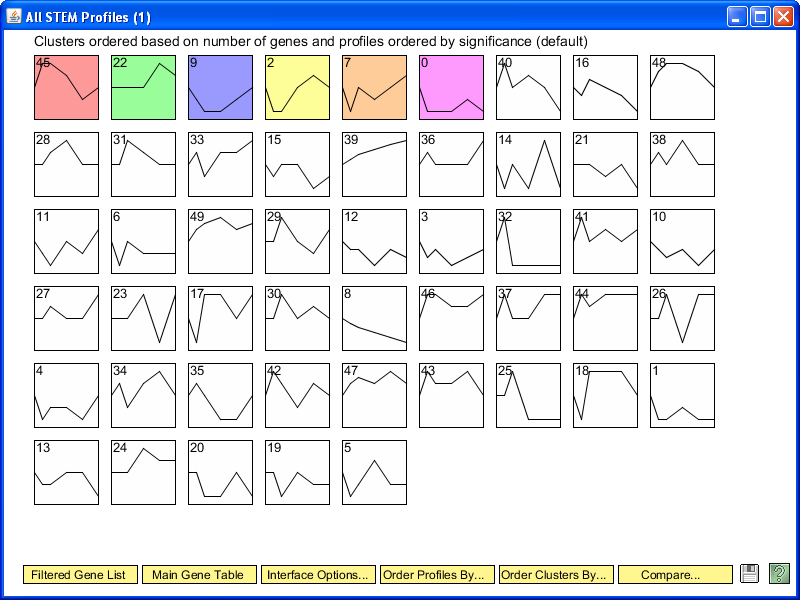 All STEM Profiles (1)
Clusters ordered based on number of genes and profiles ordered by significance (default)
45 22 9 2 7 0 40 16 48
28 31 33 15 39 36 14 21 38
11 6 49 29 12 3 32 41 10
27 23 17 30 8 46 37 44 26
4 34 35 42 47 43 25 18 1
13 24 20 19 5
Filtered Gene List Main Gene Table Interface Options... Order Profiles By... Order Clusters By... Compare... ?